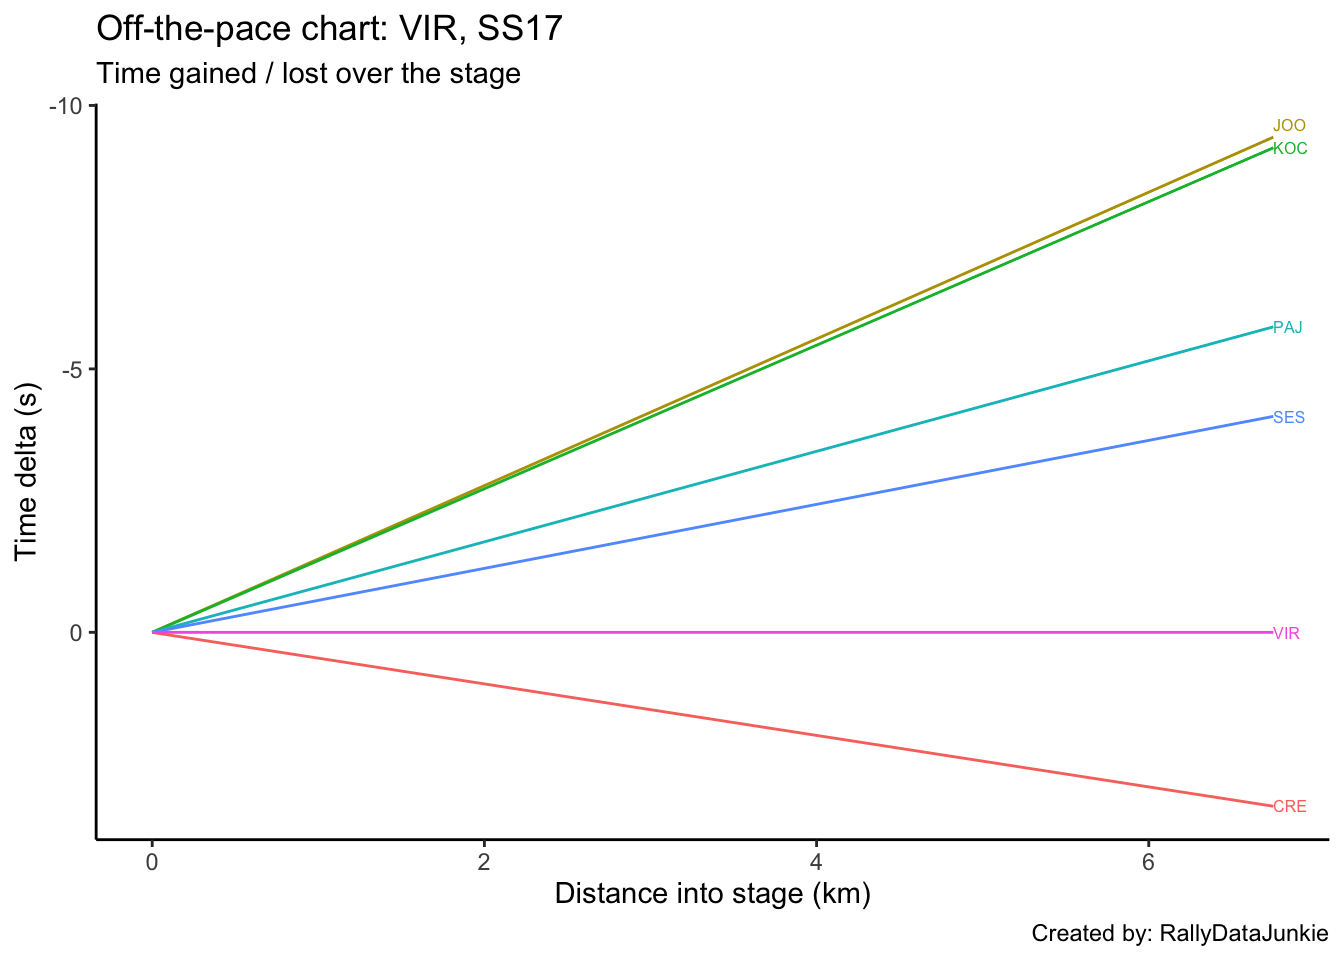 Off-the-pace chart: VIR, SS17
Time gained / lost over the stage
-10
-5
0
Time delta (s)
JOO
KOC
PAJ
SES
VIR
CRE
0 2 4 6
Distance into stage (km)
Created by: RallyDataJunkie